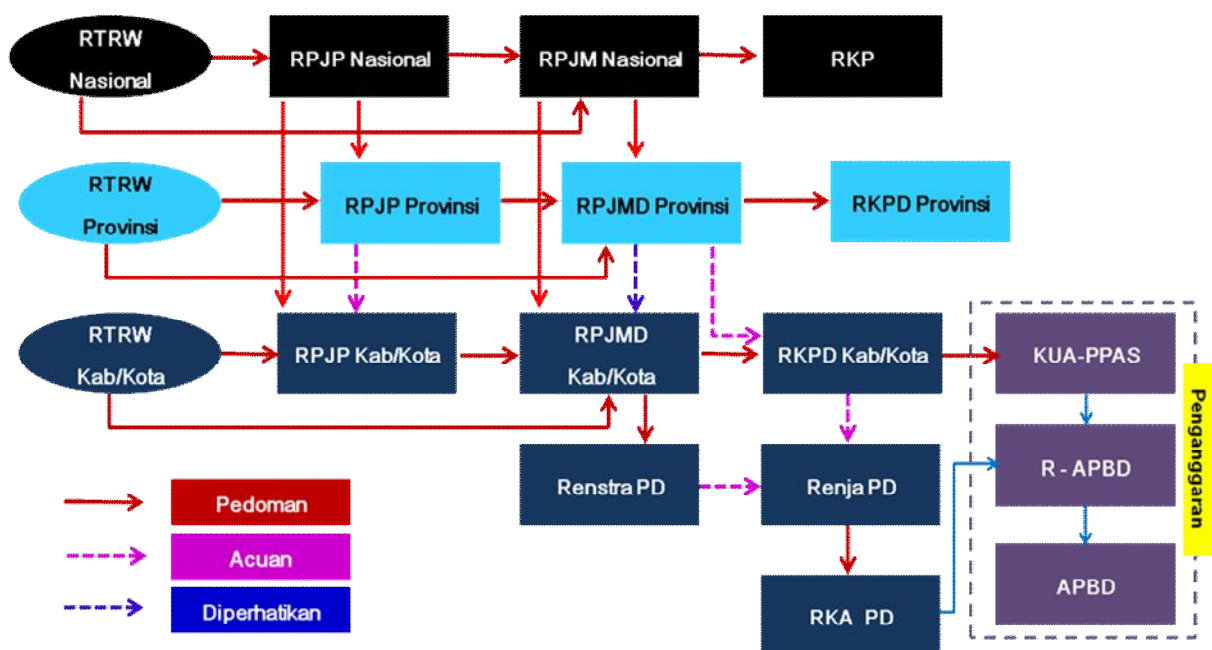 RTRW
Nasional
RPJP Nasional
RPJM Nasional
RKP
RTRW
Provinsi
RPJP Provinsi
RPJMD Provinsi
RKPD Provinsi
RTRW
Kab/Kota
RPJP Kab/Kota
RPJMD
Kab/Kota
RKPD Kab/Kota
KUA-PPAS
Renstra PD
Renja PD
R - APBD
Penganggaran
RKA PD
APBD
Pedoman
Acuan
Diperhatikan